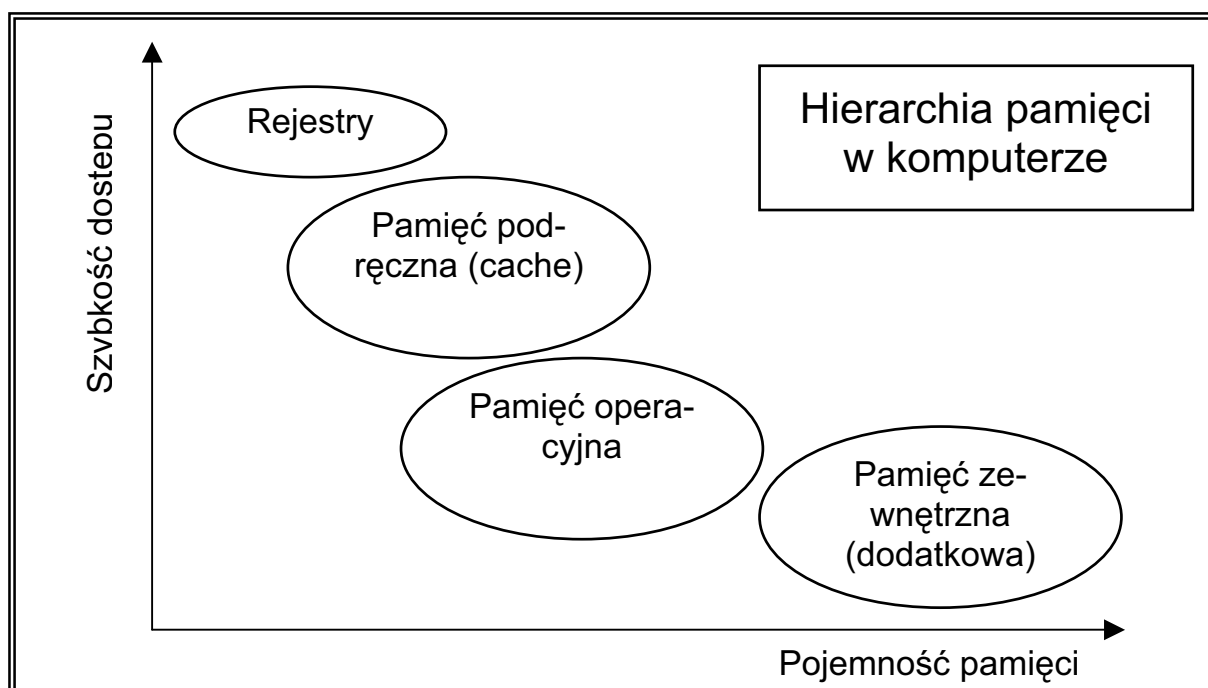 Hierarchia pamięci
w komputerze
Szybkość dostępu
Rejestry
Pamięć pod-
ręczna (cache)
Pamięć opera-
cyjna
Pamięć ze-
wnętrzna
(dodatkowa)
Pojemność pamięci